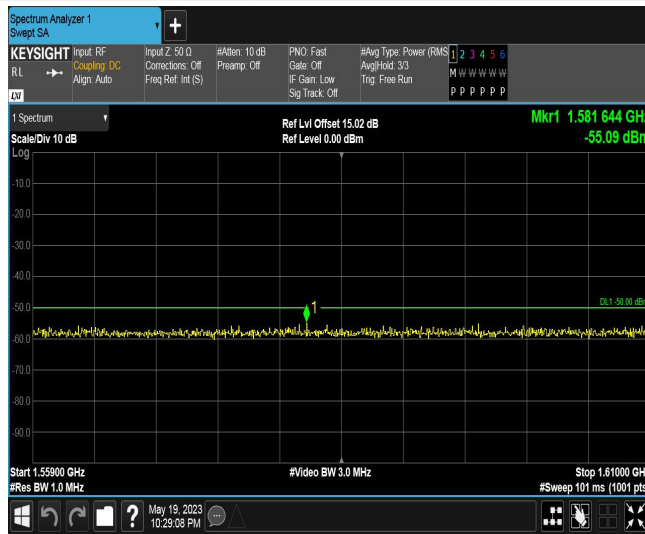 Spectrum Analyzer 1
Swept SA
+
KEYSIGHT
RL
LXI
Input: RF
Coupling: DC
Align: Auto
Input Z: 50 Ω
Corrections: Off
Freq Ref: Int (S)
#Atten: 10 dB
Preamp: Off
PNO: Fast
Gate: Off
IF Gain: Low
Sig Track: Off
#Avg Type: Power (RMS
Avg|Hold: 3/3
Trig: Free Run
1 2 3 4 5 6
M W W W W W
P P P P P P
1 Spectrum
Scale/Div 10 dB
Log
Ref Lvl Offset 15.02 dB
Ref Level 0.00 dBm
Mkr1 1.581 644 GHz
-55.09 dBm
-10.0
-20.0
-30.0
-40.0
-50.0
-60.0
-70.0
-80.0
-90.0
1
DL1 -50.00 dBm
Start 1.55900 GHz
#Res BW 1.0 MHz
#Video BW 3.0 MHz
Stop 1.61000 GH
#Sweep 101 ms (1001 pts
?
May 19, 2023
10:29:08 PM